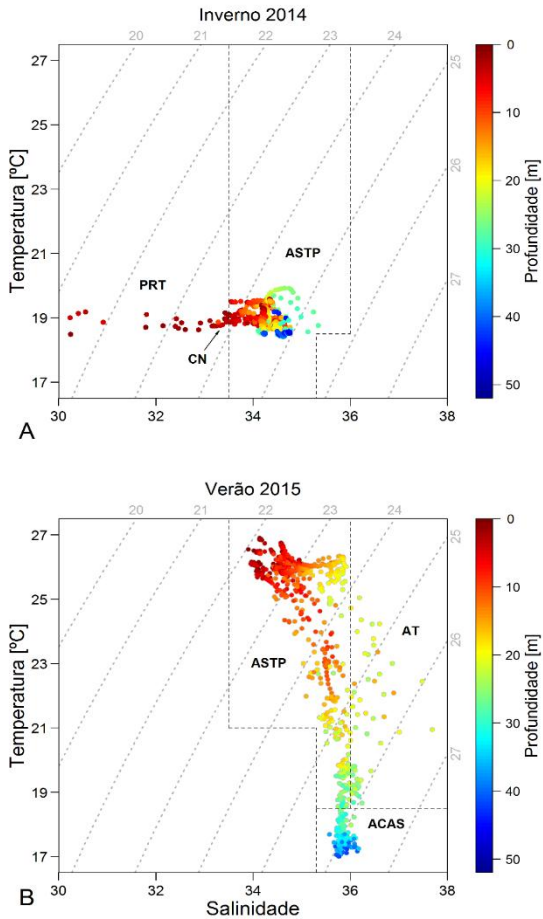 Inverno 2014
20 21 22 23 24
27
25
23
21
19
17
Temperatura [ºC]
25
26
27
ASTP
PRT
CN
30 32 34 36 38
A
0
10
20
30
40
50
Profundidade [m]
Verão 2015
20 21 22 23 24
27
25
23
21
19
17
Temperatura [ºC]
25
26
27
AT
ASTP
ACAS
30 32 34 36 38
B
Salinidade
0
10
20
30
40
50
Profundidade [m]